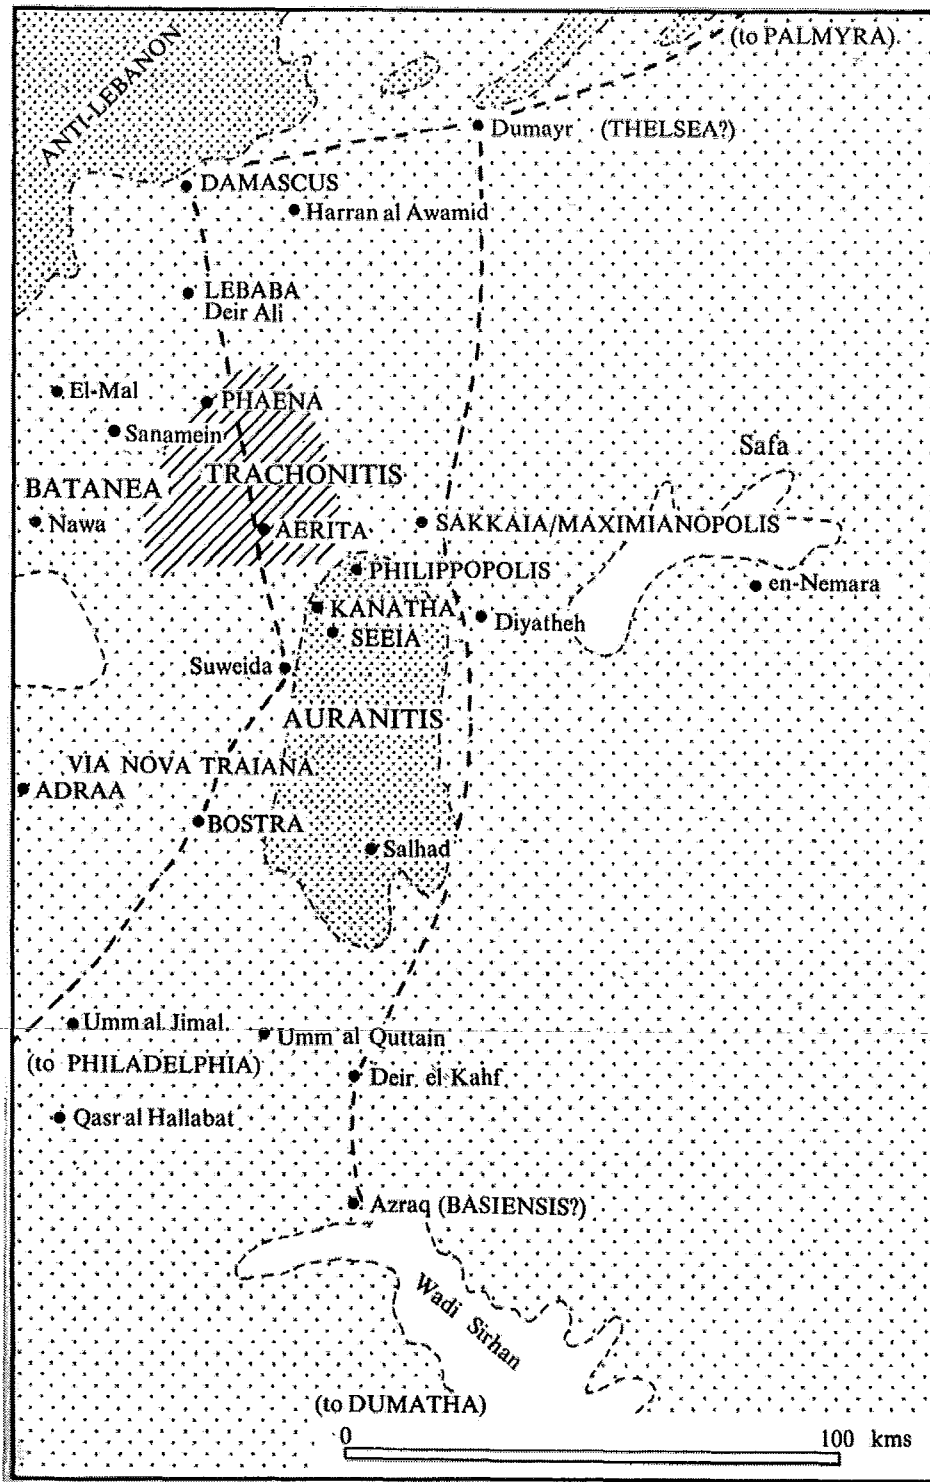 (to PALMYRA)
ANTI-LEBANON
Dumayr (THELSEA?)
DAMASCUS
Harran al Awamid
LEBABA
Deir Ali
El-Mal
PHAENA
Sanamein
Safa
TRACHONITIS
BATANEA
Nawa
AERITA
SAKKAIA/MAXIMIANOPOLIS
PHILIPPOPOLIS
en-Nemara
KANATHA
Diyatheh
SEEIA
Suweida
AURANITIS
VIA NOVA TRAIANA
ADRAA
BOSTRA
Salhad
Umm al Jimal
Umm al Quttain
(to PHILADELPHIA)
Deir el Kahf
Qasr al Hallabat
Azraq (BASIENSIS?)
Wadi Sirhan
(to DUMATHA)
0 100 kms